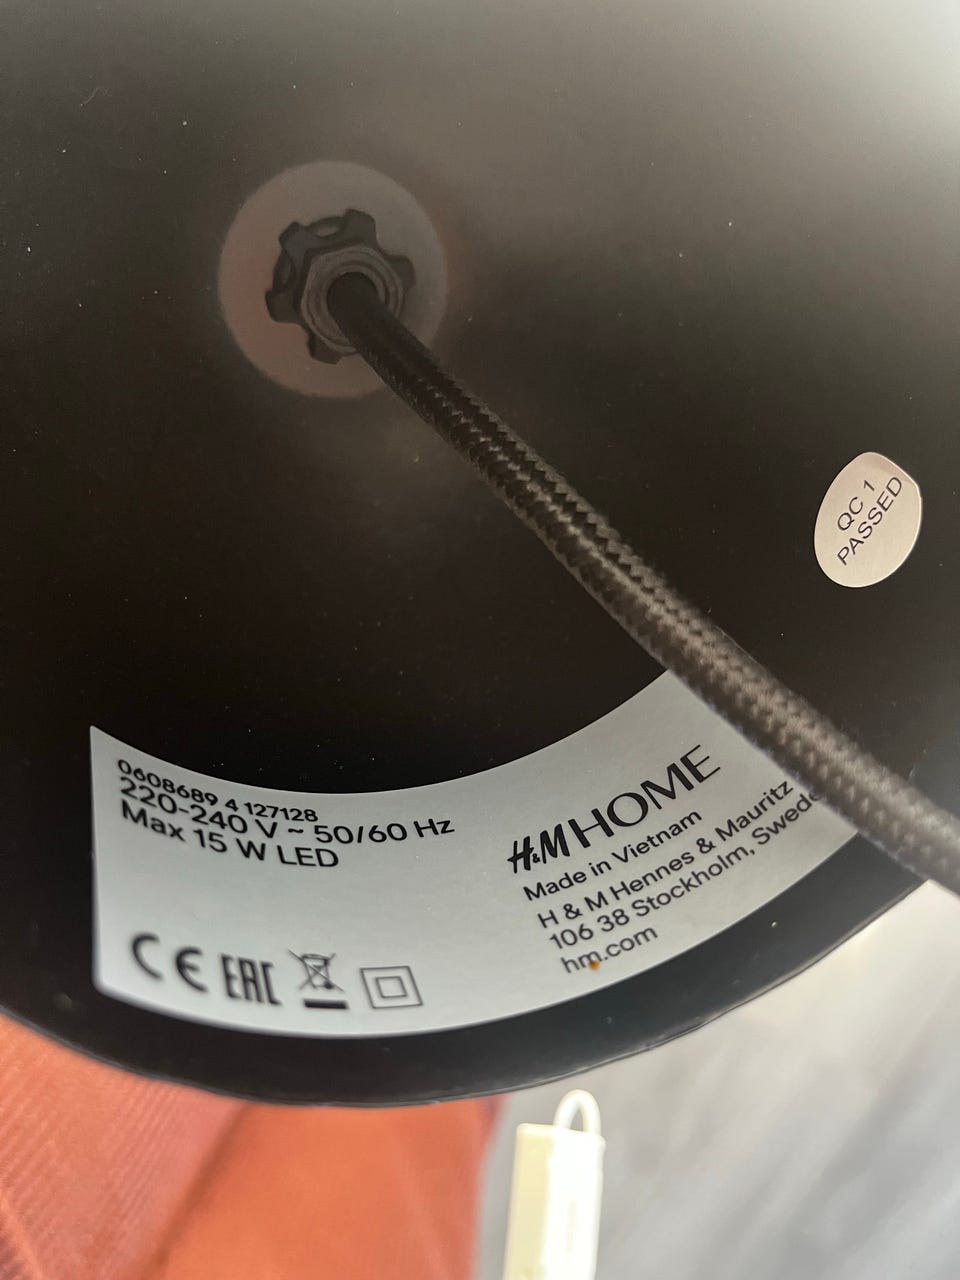 QC 1
PASSED
0608689 4 127128
220-240 V ~ 50/60 Hz
Max 15 W LED
CE EAC
H&M HOME
Made in Vietnam
H & M Hennes & Mauritz
106 38 Stockholm,
hm.com